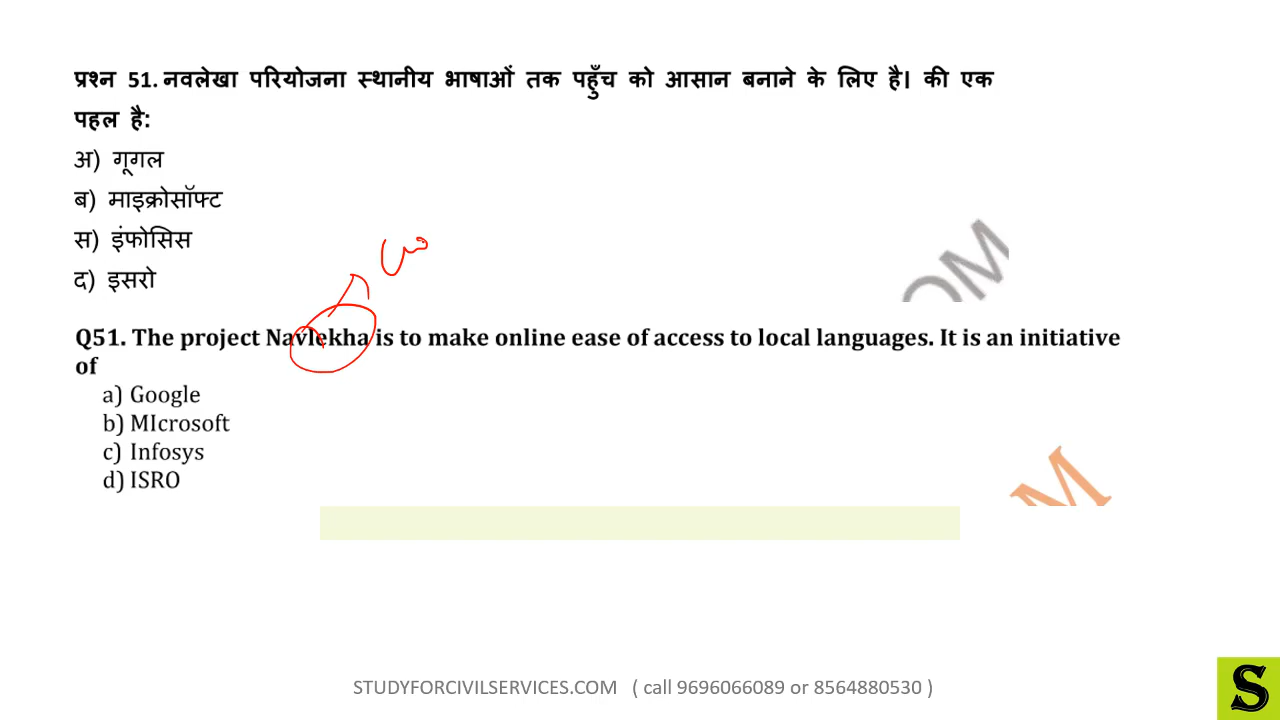 प्रश्न 51. नवलेखा परियोजना स्थानीय भाषाओं तक पहुँच को आसान बनाने के लिए है। की एक
पहल है:
अ) गूगल
ब) माइक्रोसॉफ्ट
स) इंफोसिस
द) इसरो
OM
Q51. The project Navlekha is to make online ease of access to local languages. It is an initiative
of
a) Google
b) MIcrosoft
c) Infosys
d) ISRO
M
STUDYFORCIVILSERVICES.COM ( call 9696066089 or 8564880530 )
S